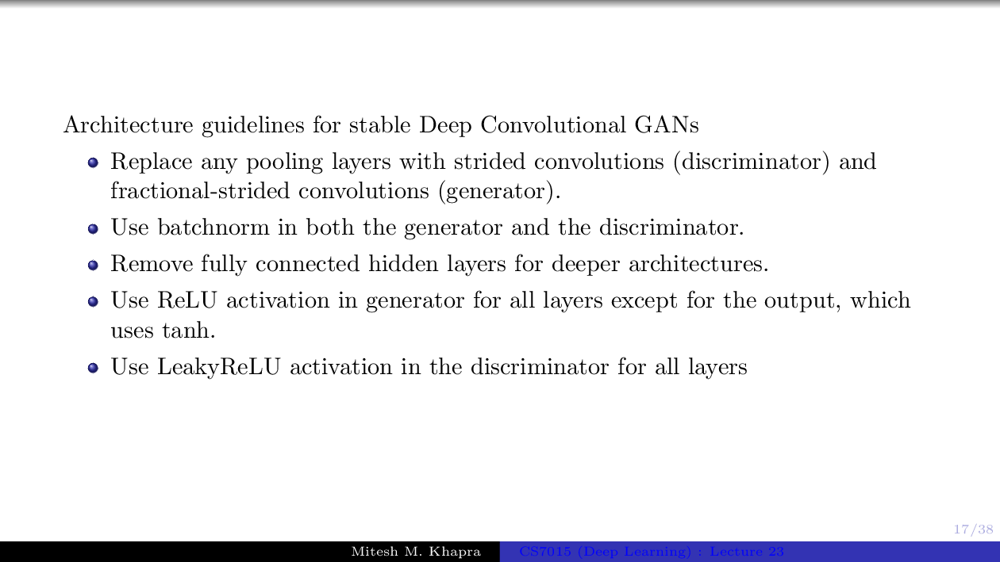 Architecture guidelines for stable Deep Convolutional GANs
Replace any pooling layers with strided convolutions (discriminator) and
fractional-strided convolutions (generator).
Use batchnorm in both the generator and the discriminator.
Remove fully connected hidden layers for deeper architectures.
Use ReLU activation in generator for all layers except for the output, which
uses tanh.
Use LeakyReLU activation in the discriminator for all layers
17/38
Mitesh M. Khapra CS7015 (Deep Learning) : Lecture 23